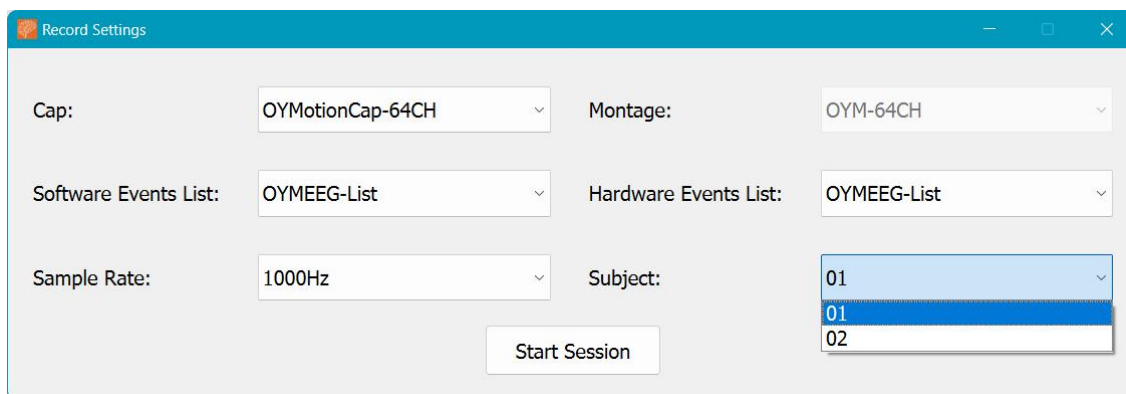 Record Settings
Cap: OYMotionCap-64CH Montage: OYM-64CH
Software Events List: OYMEEG-List Hardware Events List: OYMEEG-List
Sample Rate: 1000Hz Subject: 01
01
02
Start Session